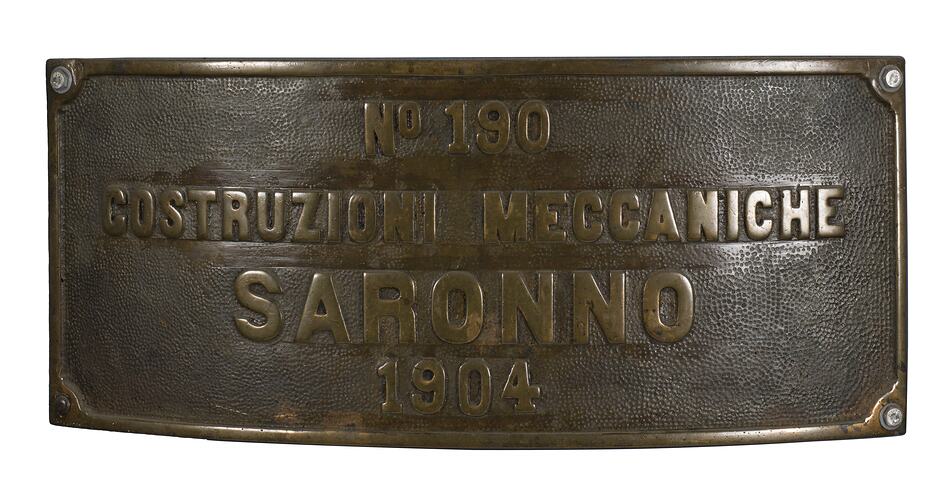 Nº 190
COSTRUZIONI MECCANICHE
SARONNO
1904